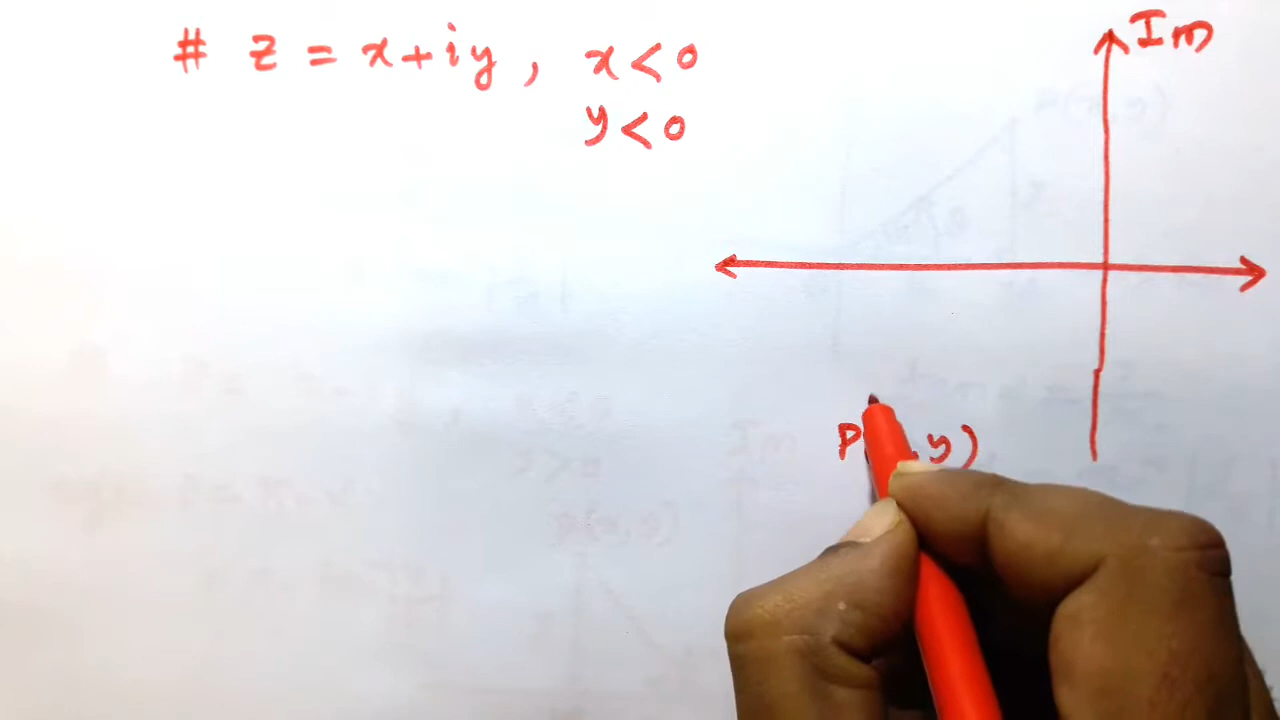 # z = x+iy, x<0
y<0
Im
P( ,y)